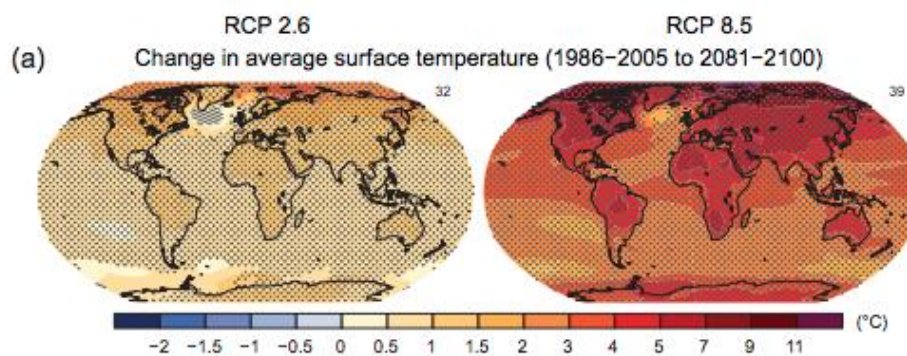 RCP 2.6 RCP 8.5
(a) Change in average surface temperature (1986−2005 to 2081−2100)
32 39
(°C)
−2 −1.5 −1 −0.5 0 0.5 1 1.5 2 3 4 5 7 9 11